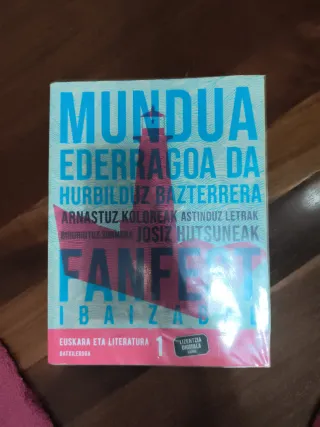 MUNDUA
EDERRAGOA DA
HURBILDUZ BAZTERRERA
ARNASTUZ KOLOREAK ASTINDUZ LETRAK
JOSIZ HUTSUNEAK
FANFEST
IBAIZABAL
EUSKARA ETA LITERATURA 1
BATXILERGOA